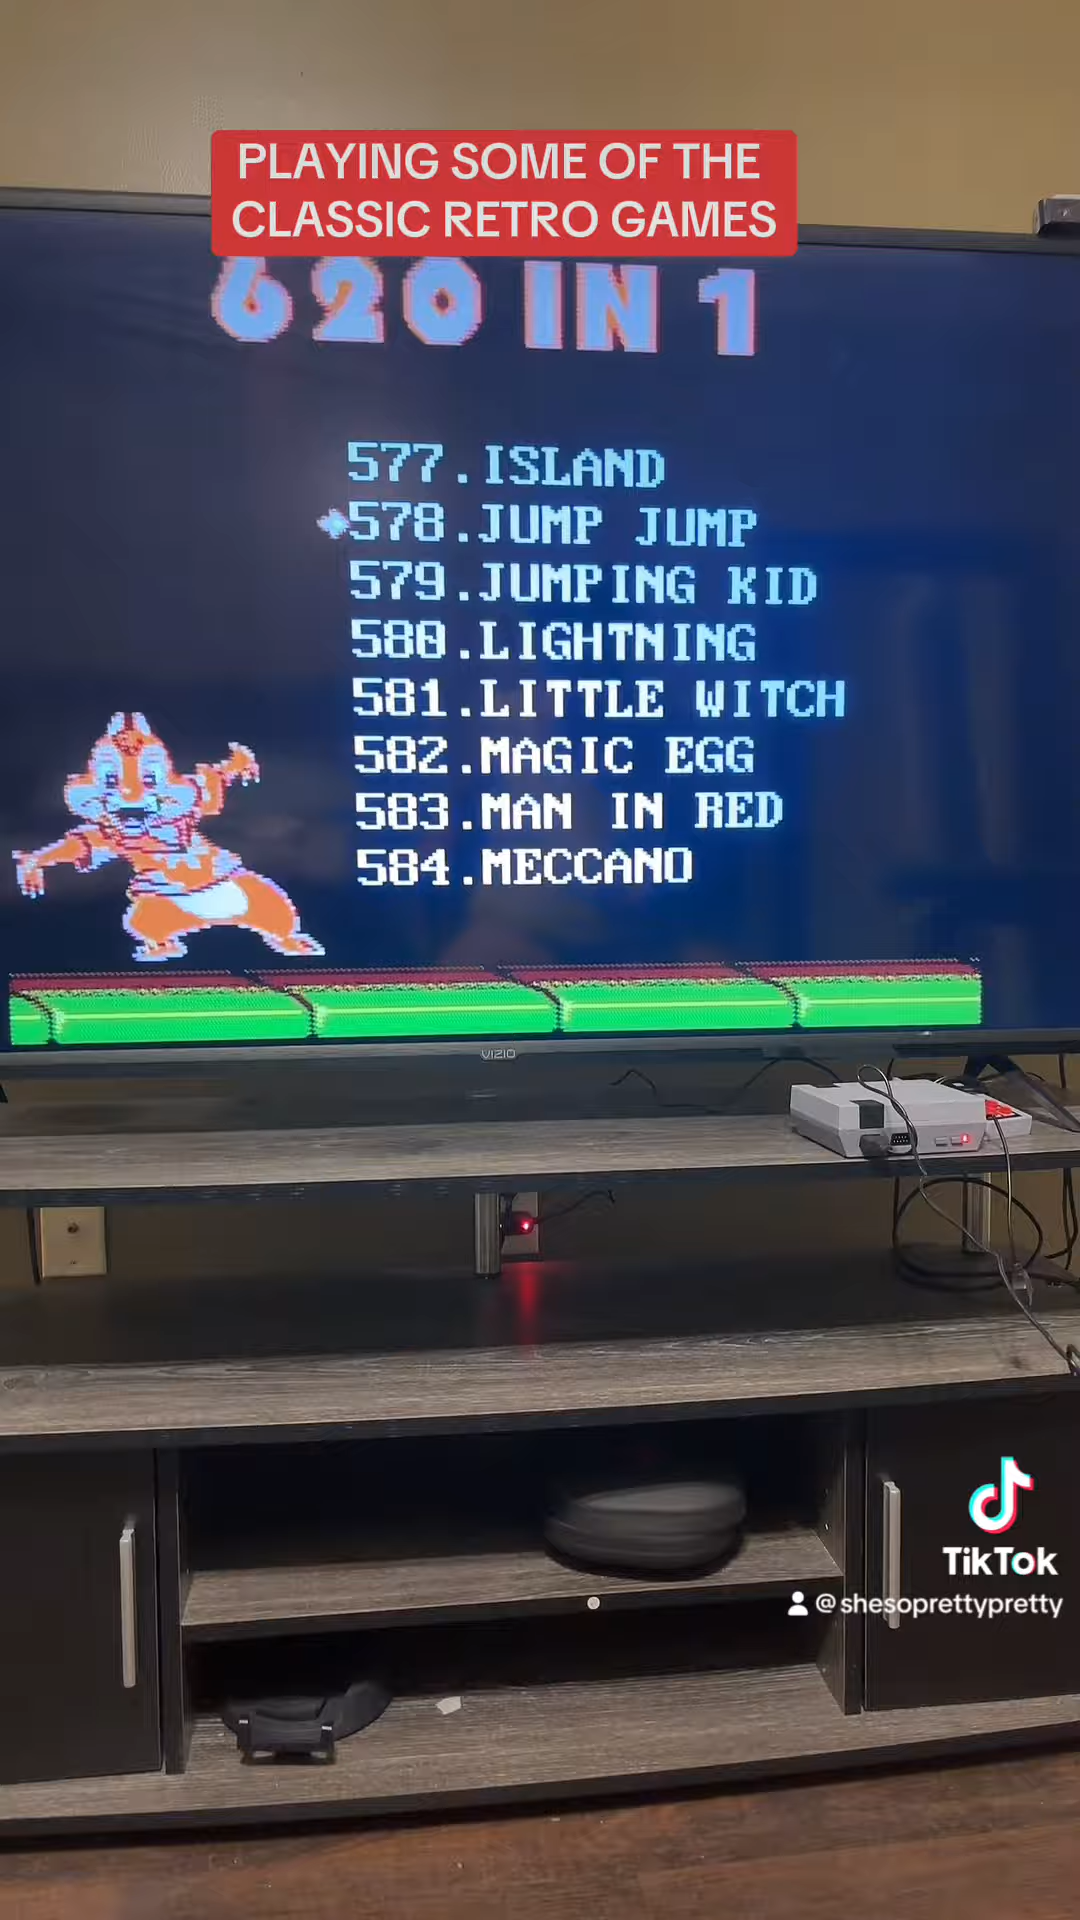 PLAYING SOME OF THE
CLASSIC RETRO GAMES
620 IN 1
577.ISLAND
578.JUMP JUMP
579.JUMPING KID
580.LIGHTNING
581.LITTLE WITCH
582.MAGIC EGG
583.MAN IN RED
584.MECCANO
VIZIO
TikTok
@shesoprettypretty